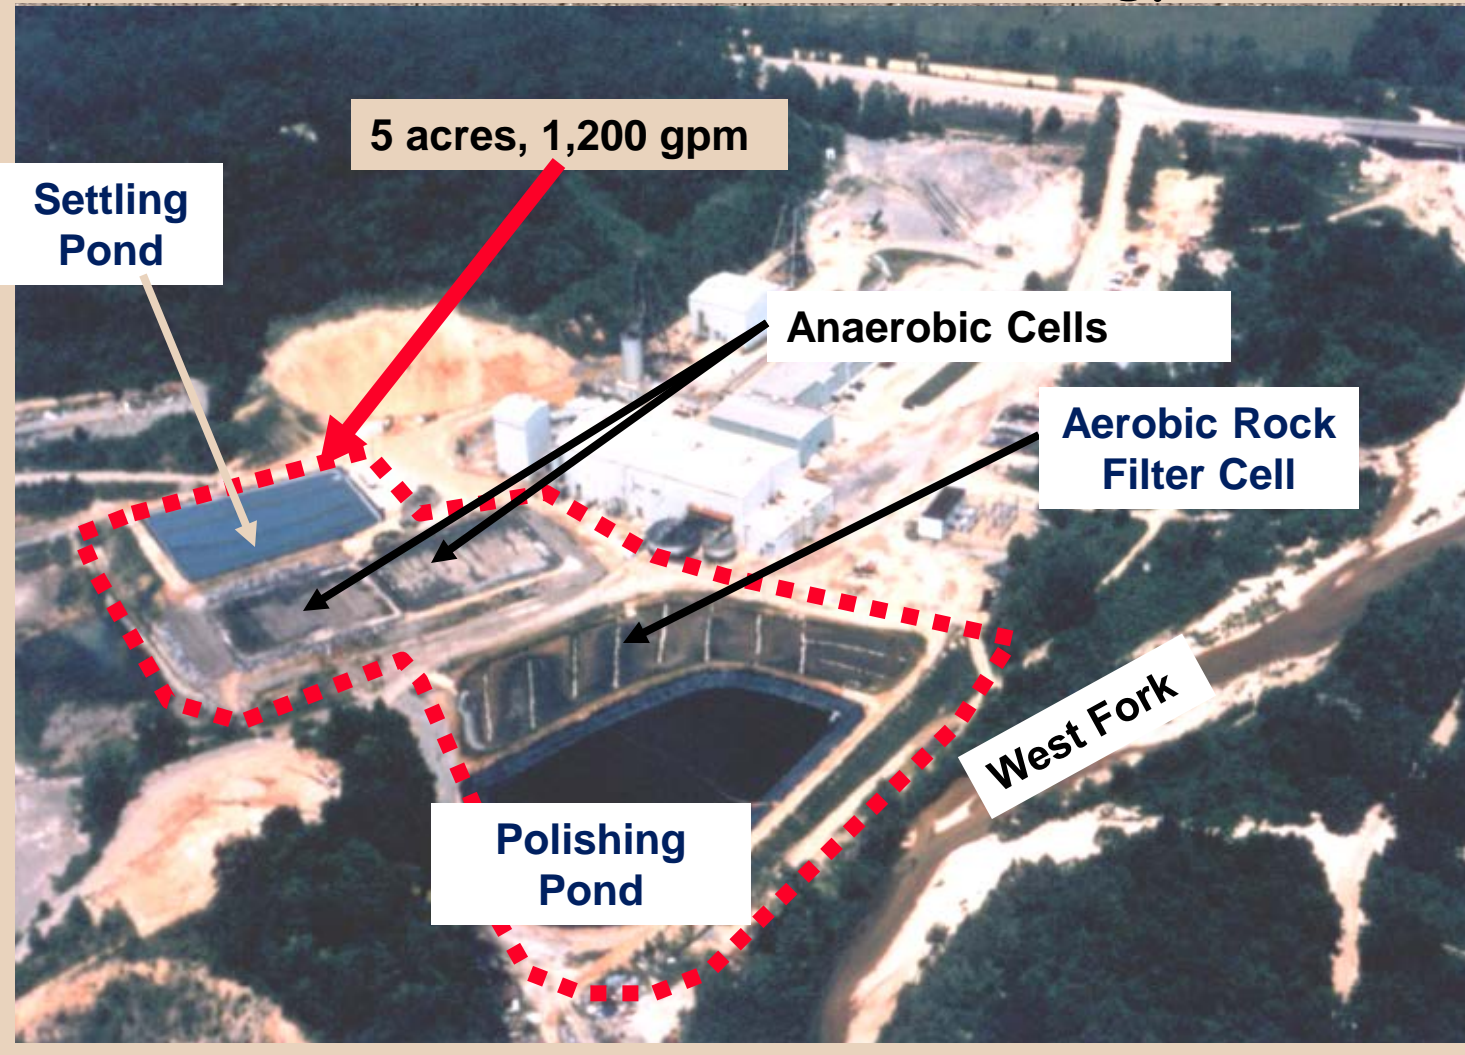 5 acres, 1,200 gpm
Settling
Pond
Anaerobic Cells
Aerobic Rock
Filter Cell
West Fork
Polishing
Pond